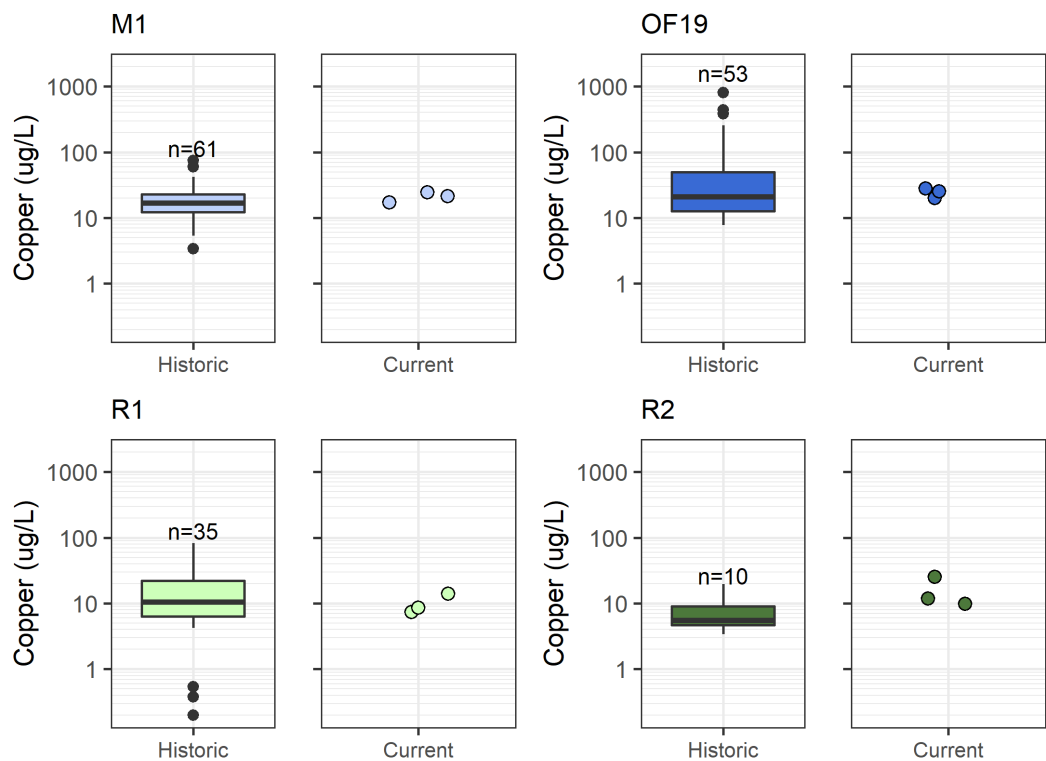 M1
Copper (ug/L)
1000
100
10
1
n=61
Historic
Current
OF19
Copper (ug/L)
1000
100
10
1
n=53
Historic
Current
R1
Copper (ug/L)
1000
100
10
1
n=35
Historic
Current
R2
Copper (ug/L)
1000
100
10
1
n=10
Historic
Current